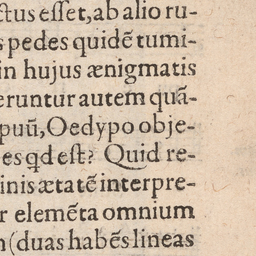 ctus esset, ab alio ru-
s pedes quidẽ tumi-
in hujus ænigmatis
eruntur autem quã-
puũ, Oedypo obje-
es qd est? Quid re-
inis ætatẽ interpre-
r elemẽta omnium
n (duas habẽs lineas